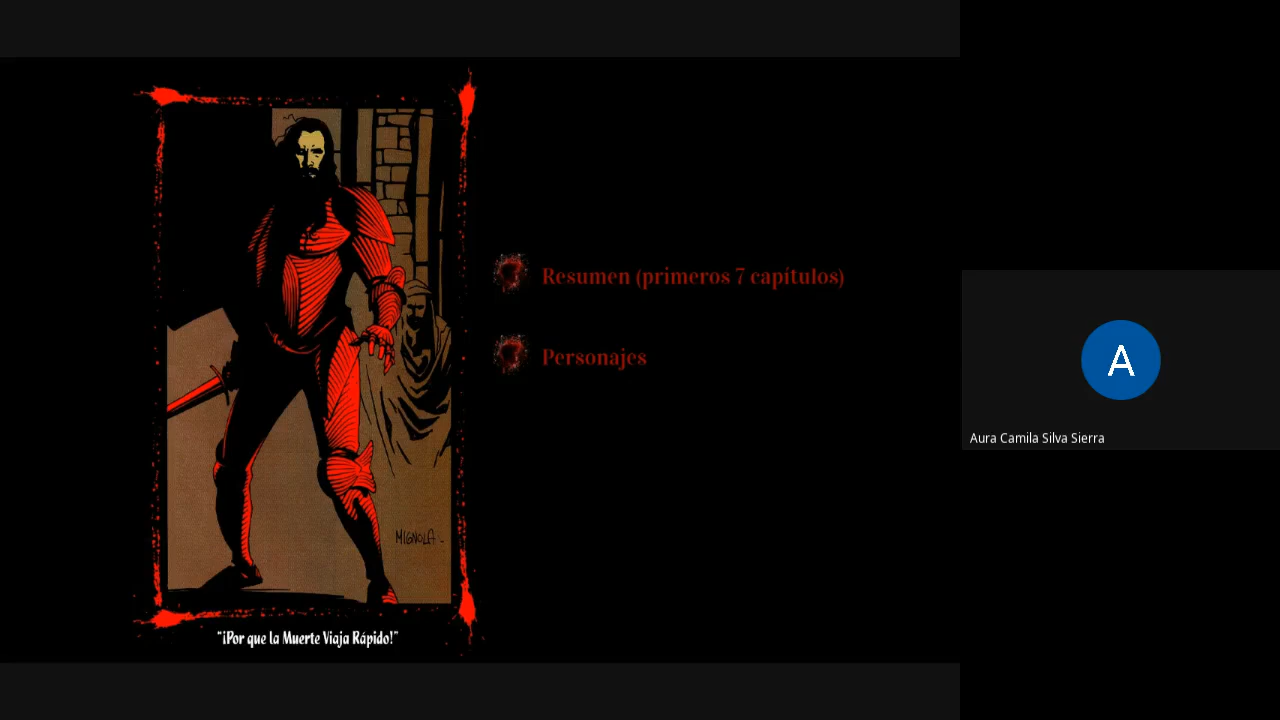 Resumen (primeros 7 capítulos)
Personajes
MIGNOLA
"¡Por que la Muerte Viaja Rápido!"
A
Aura Camila Silva Sierra